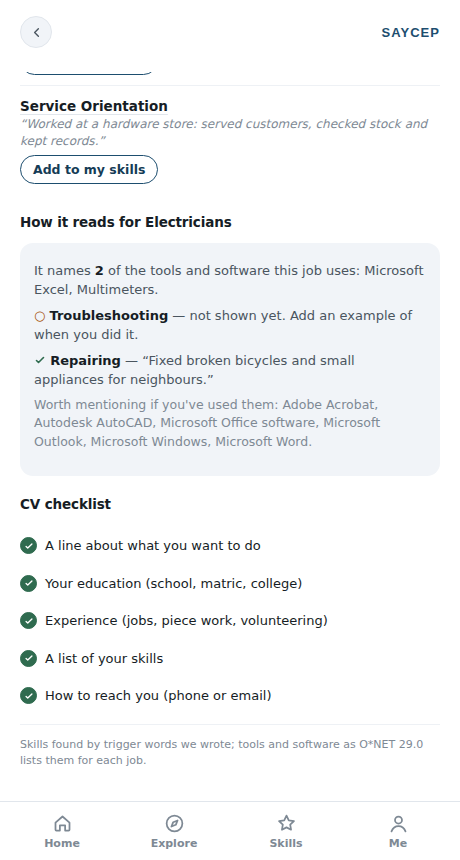 SAYCEP
Service Orientation
“Worked at a hardware store: served customers, checked stock and
kept records.”
Add to my skills
How it reads for Electricians
It names 2 of the tools and software this job uses: Microsoft
Excel, Multimeters.
○ Troubleshooting — not shown yet. Add an example of
when you did it.
✓ Repairing — “Fixed broken bicycles and small
appliances for neighbours.”
Worth mentioning if you've used them: Adobe Acrobat,
Autodesk AutoCAD, Microsoft Office software, Microsoft
Outlook, Microsoft Windows, Microsoft Word.
CV checklist
A line about what you want to do
Your education (school, matric, college)
Experience (jobs, piece work, volunteering)
A list of your skills
How to reach you (phone or email)
Skills found by trigger words we wrote; tools and software as O*NET 29.0
lists them for each job.
Home Explore Skills Me